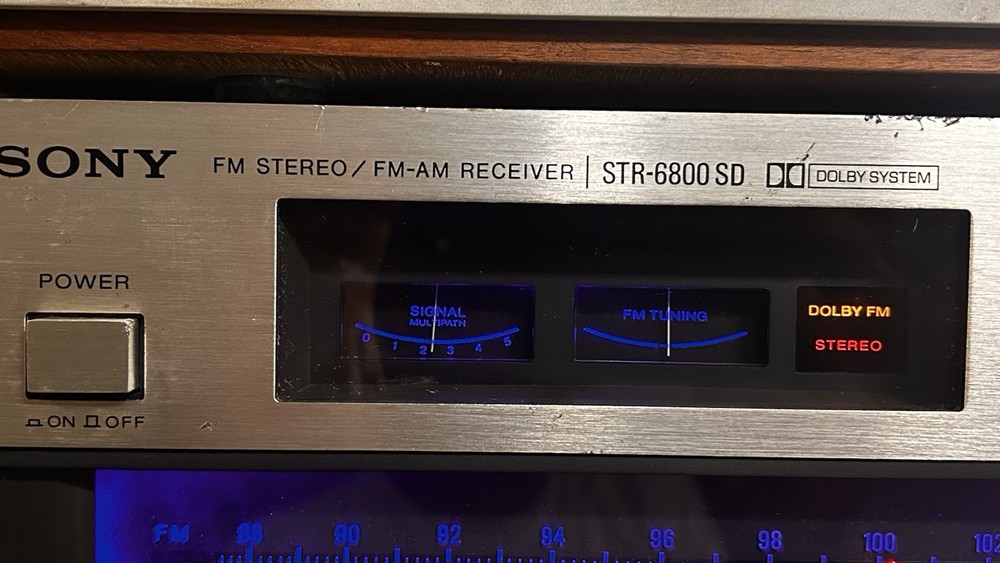 SONY FM STEREO / FM-AM RECEIVER | STR-6800 SD DOLBY SYSTEM
POWER
ON OFF
SIGNAL
MULTIPATH
0 1 2 3 4 5
FM TUNING
DOLBY FM
STEREO
FM 88 90 92 94 96 98 100 102